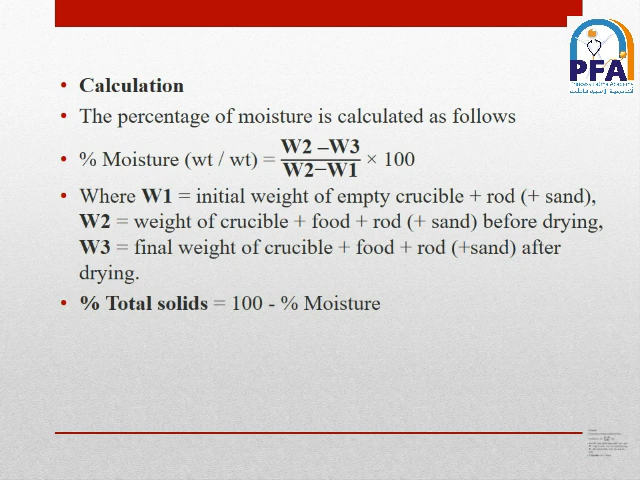 PFA
• Calculation
• The percentage of moisture is calculated as follows
• % Moisture (wt / wt) = W2 –W3 / W2−W1 × 100
• Where W1 = initial weight of empty crucible + rod (+ sand),
W2 = weight of crucible + food + rod (+ sand) before drying,
W3 = final weight of crucible + food + rod (+sand) after
drying.
• % Total solids = 100 - % Moisture